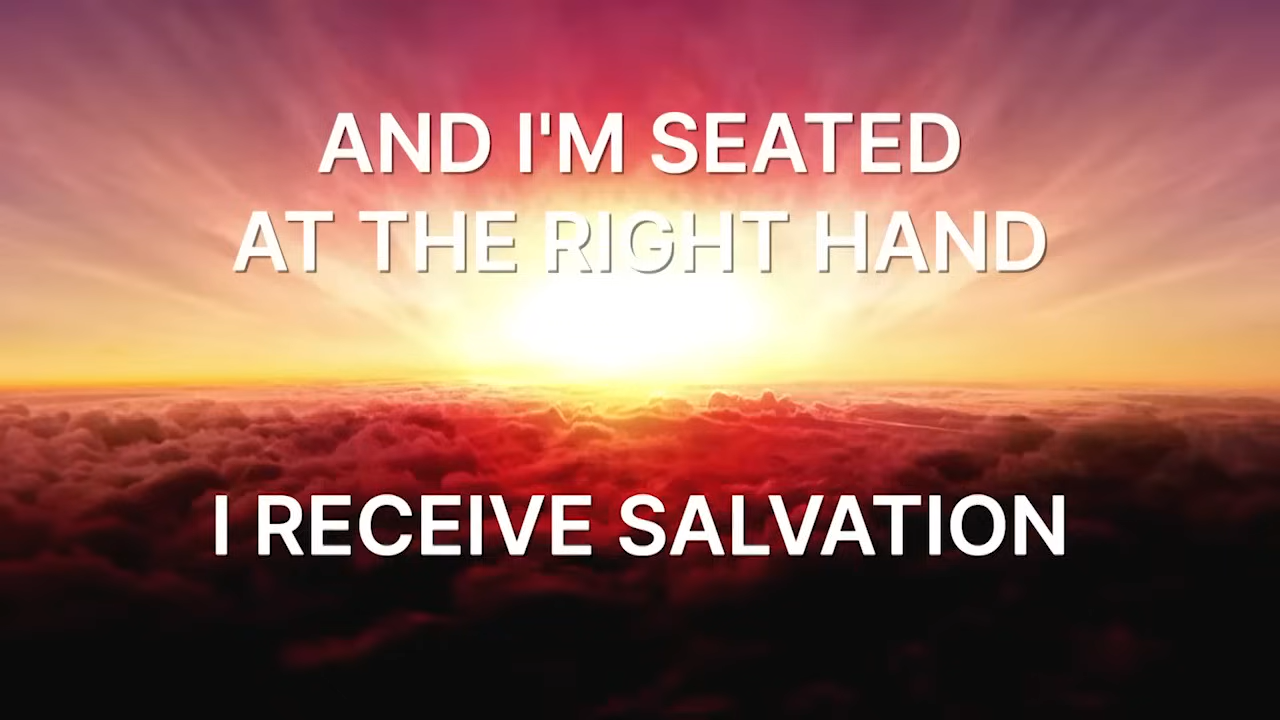 AND I'M SEATED
AT THE RIGHT HAND
I RECEIVE SALVATION